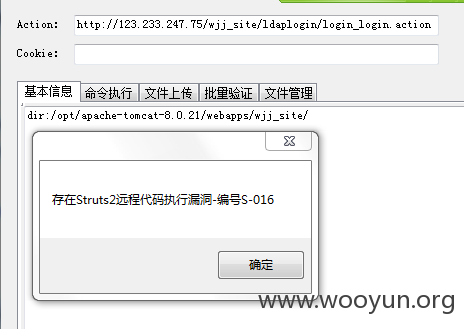 Action: http://123.233.247.75/wjj_site/ldaplogin/login_login.action
Cookie:
基本信息 命令执行 文件上传 批量验证 文件管理
dir:/opt/apache-tomcat-8.0.21/webapps/wjj_site/
存在Struts2远程代码执行漏洞-编号S-016
确定
www.wooyun.org